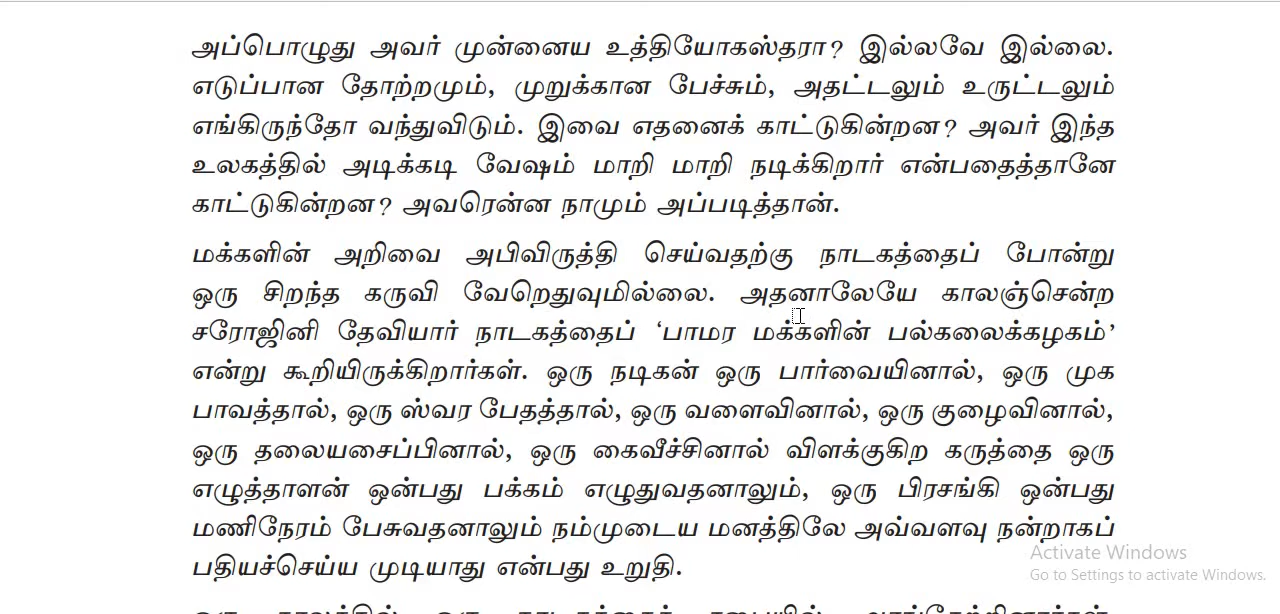 அப்பொழுது அவர் முன்னைய உத்தியோகஸ்தரா? இல்லவே இல்லை.
எடுப்பான தோற்றமும், முறுக்கான பேச்சும், அதட்டலும் உருட்டலும்
எங்கிருந்தோ வந்துவிடும். இவை எதனைக் காட்டுகின்றன? அவர் இந்த
உலகத்தில் அடிக்கடி வேஷம் மாறி மாறி நடிக்கிறார் என்பதைத்தானே
காட்டுகின்றன? அவரென்ன நாமும் அப்படித்தான்.
மக்களின் அறிவை அபிவிருத்தி செய்வதற்கு நாடகத்தைப் போன்று
ஒரு சிறந்த கருவி வேறெதுவுமில்லை. அதனாலேயே காலஞ்சென்ற
சரோஜினி தேவியார் நாடகத்தைப் ‘பாமர மக்களின் பல்கலைக்கழகம்’
என்று கூறியிருக்கிறார்கள். ஒரு நடிகன் ஒரு பார்வையினால், ஒரு முக
பாவத்தால், ஒரு ஸ்வர பேதத்தால், ஒரு வளைவினால், ஒரு குழைவினால்,
ஒரு தலையசைப்பினால், ஒரு கைவீச்சினால் விளக்குகிற கருத்தை ஒரு
எழுத்தாளன் ஒன்பது பக்கம் எழுதுவதனாலும், ஒரு பிரசங்கி ஒன்பது
மணிநேரம் பேசுவதனாலும் நம்முடைய மனத்திலே அவ்வளவு நன்றாகப்
பதியச்செய்ய முடியாது என்பது உறுதி.
Activate Windows
Go to Settings to activate Windows.